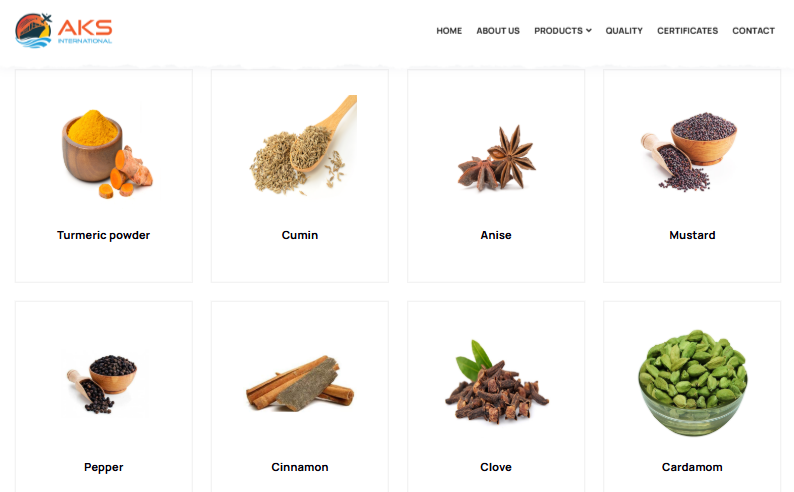 AKS
INTERNATIONAL
HOME ABOUT US PRODUCTS QUALITY CERTIFICATES CONTACT
Turmeric powder Cumin Anise Mustard
Pepper Cinnamon Clove Cardamom